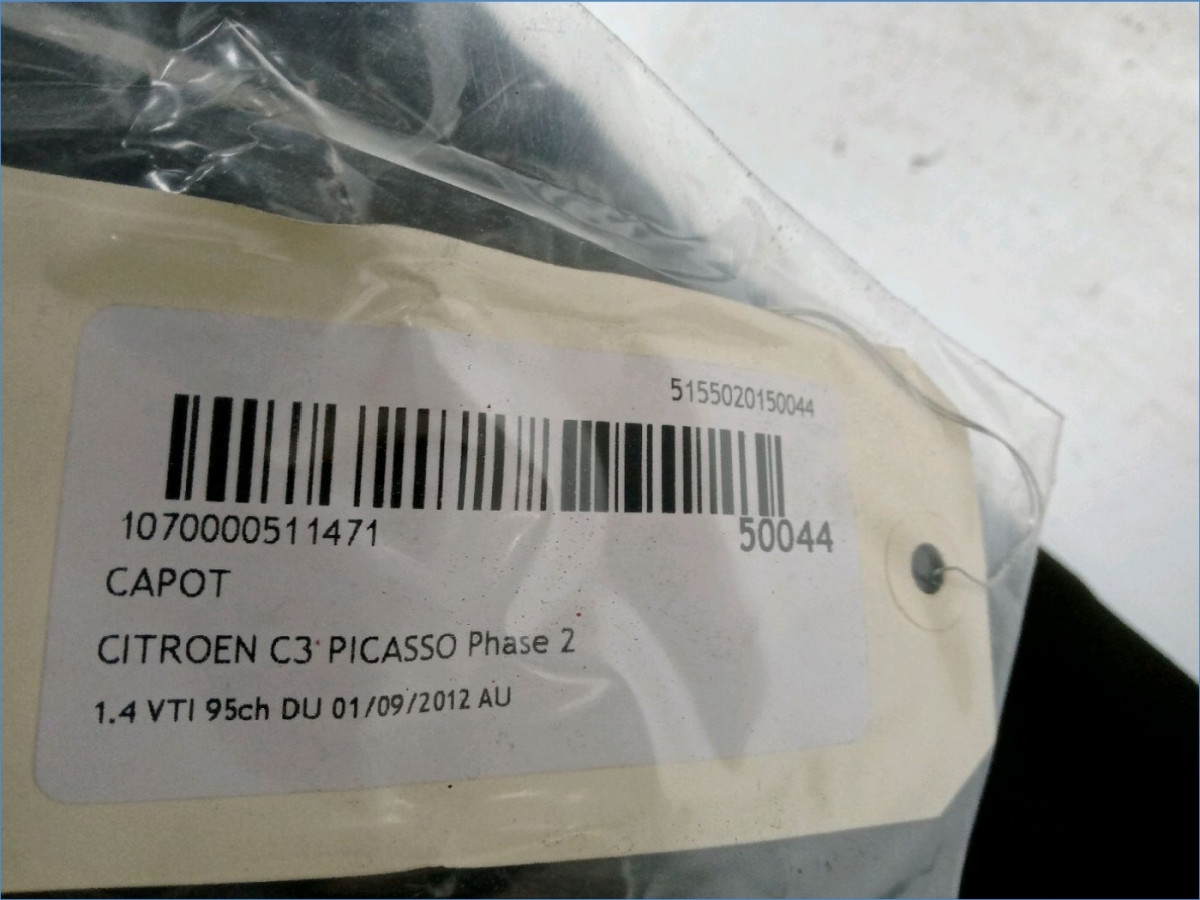 5155020150044
1070000511471 50044
CAPOT
CITROEN C3 PICASSO Phase 2
1.4 VTI 95ch DU 01/09/2012 AU